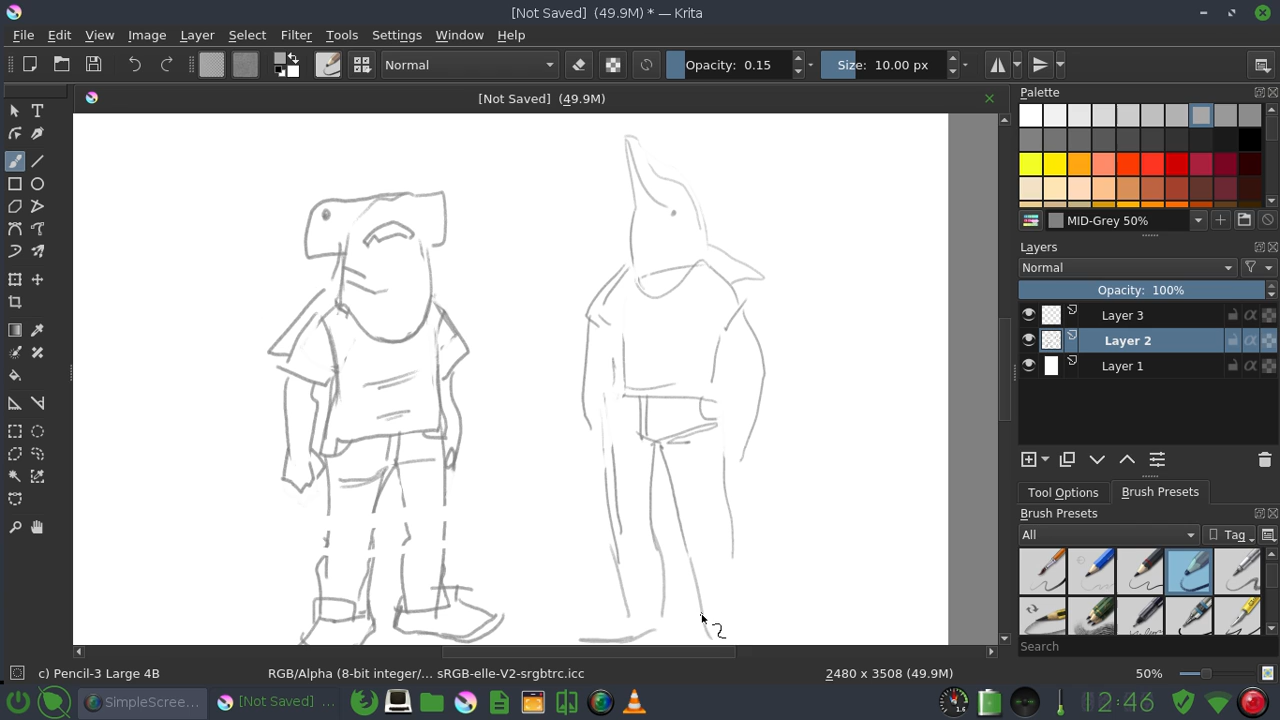 [Not Saved]  (49.9M) * — Krita
File Edit View Image Layer Select Filter Tools Settings Window Help
Normal Opacity: 0.15 Size: 10.00 px
[Not Saved]  (49.9M)
Palette
MID-Grey 50%
Layers
Normal
Opacity: 100%
Layer 3
Layer 2
Layer 1
Tool Options Brush Presets
Brush Presets
All Tag
Search
c) Pencil-3 Large 4B RGB/Alpha (8-bit integer/... sRGB-elle-V2-srgbtrc.icc 2480 x 3508 (49.9M) 50%
SimpleScree... [Not Saved] ... 1.6 12:46